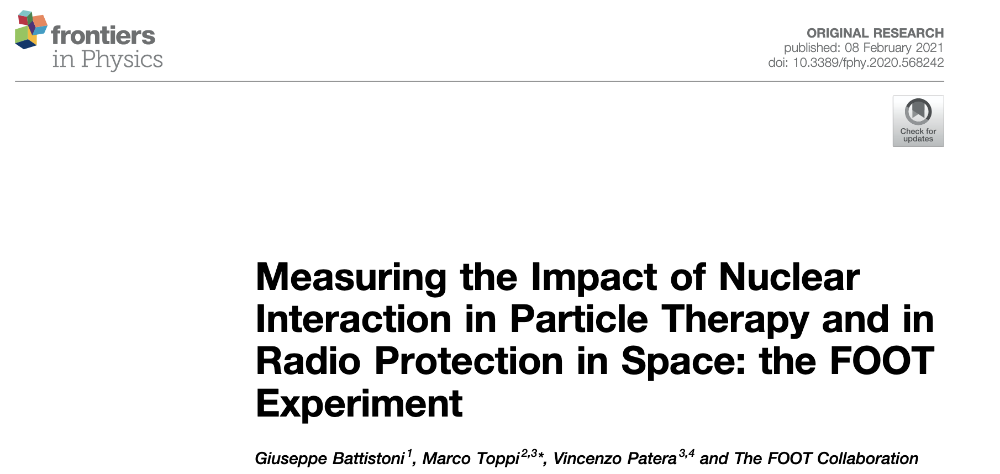 frontiers
in Physics
ORIGINAL RESEARCH
published: 08 February 2021
doi: 10.3389/fphy.2020.568242
Check for
updates
Measuring the Impact of Nuclear
Interaction in Particle Therapy and in
Radio Protection in Space: the FOOT
Experiment
Giuseppe Battistoni 1, Marco Toppi 2,3*, Vincenzo Patera 3,4 and The FOOT Collaboration